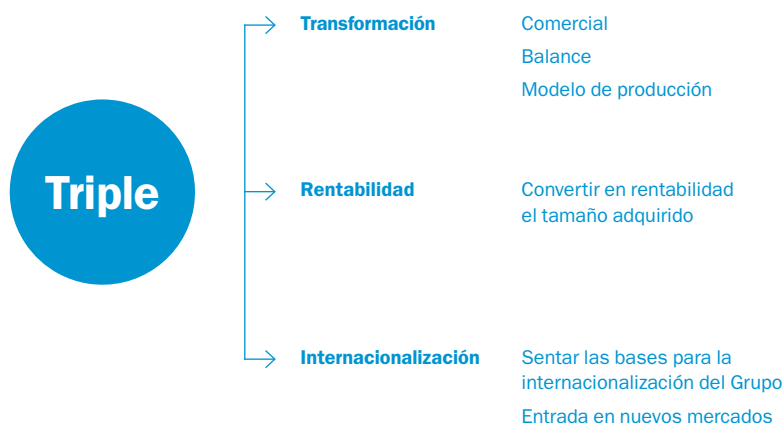 Triple
Transformación
Comercial
Balance
Modelo de producción
Rentabilidad
Convertir en rentabilidad
el tamaño adquirido
Internacionalización
Sentar las bases para la
internacionalización del Grupo
Entrada en nuevos mercados